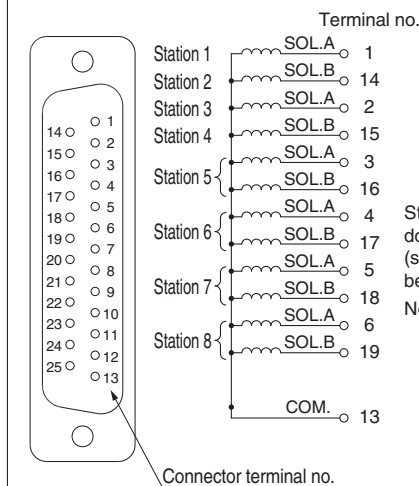 Terminal no.
Station 1 SOL.A 1
Station 2 SOL.B 14
Station 3 SOL.A 2
Station 4 SOL.B 15
Station 5 SOL.A 3
SOL.B 16
Station 6 SOL.A 4
SOL.B 17
Station 7 SOL.A 5
SOL.B 18
Station 8 SOL.A 6
SOL.B 19
COM. 13
1
14
2
15
3
16
4
17
5
18
6
19
7
20
8
21
9
22
10
23
11
24
12
25
13
Connector terminal no.
St
do
(s
be
N